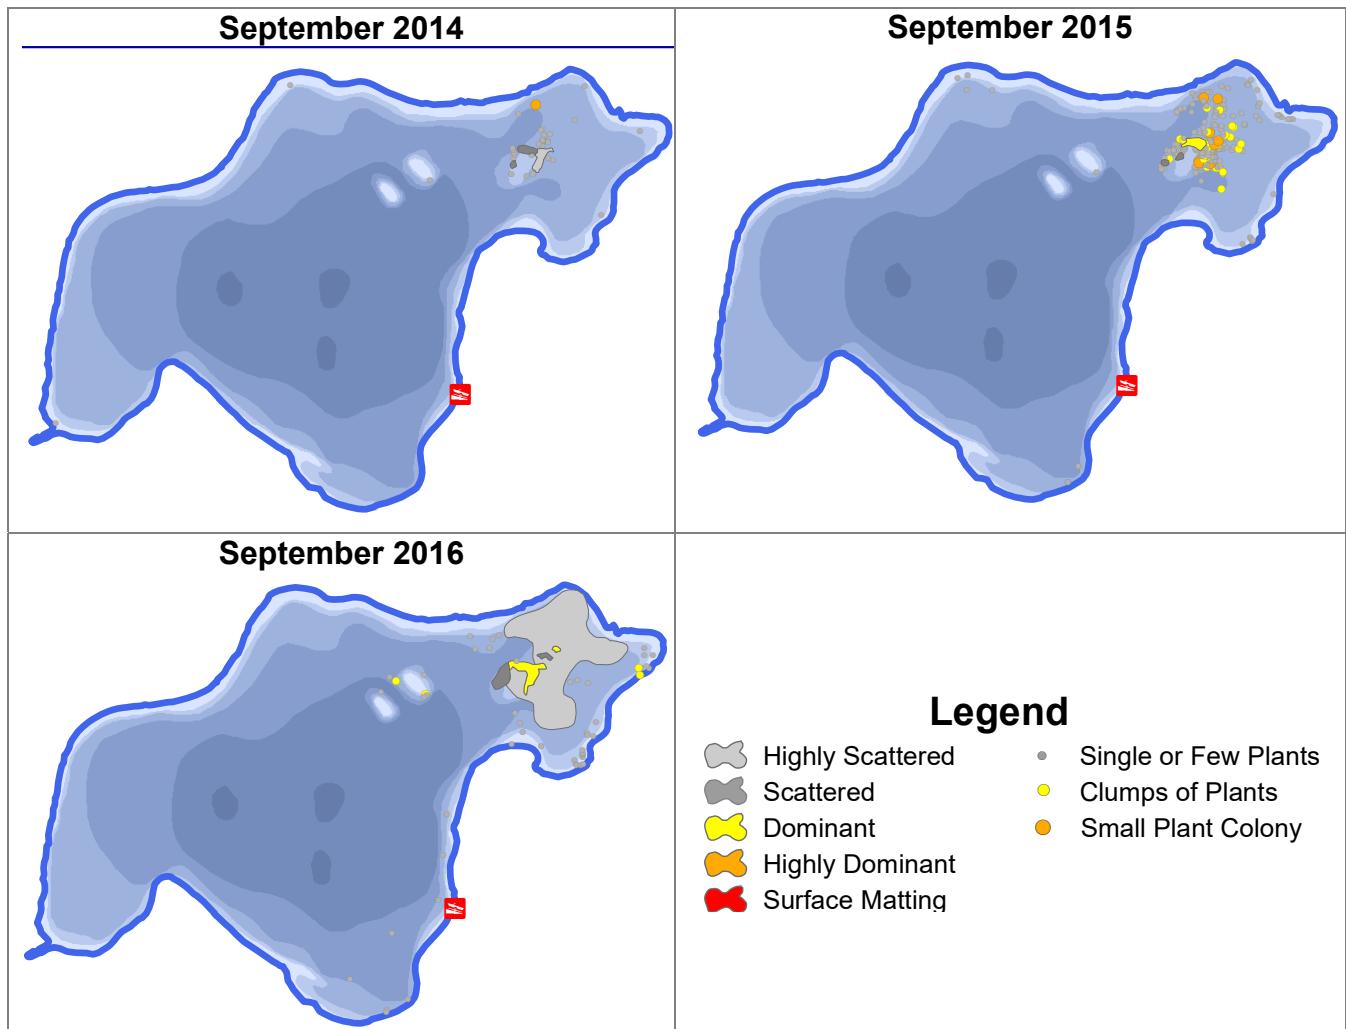 September 2014
September 2015
September 2016
Legend
Highly Scattered
Scattered
Dominant
Highly Dominant
Surface Matting
Single or Few Plants
Clumps of Plants
Small Plant Colony